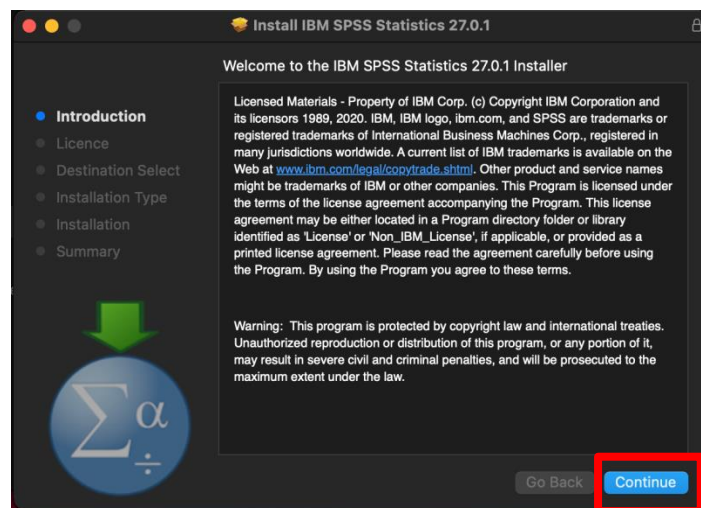 Install IBM SPSS Statistics 27.0.1
Welcome to the IBM SPSS Statistics 27.0.1 Installer
Introduction
Licence
Destination Select
Installation Type
Installation
Summary
Licensed Materials - Property of IBM Corp. (c) Copyright IBM Corporation and
its licensors 1989, 2020. IBM, IBM logo, ibm.com, and SPSS are trademarks or
registered trademarks of International Business Machines Corp., registered in
many jurisdictions worldwide. A current list of IBM trademarks is available on the
Web at www.ibm.com/legal/copytrade.shtml. Other product and service names
might be trademarks of IBM or other companies. This Program is licensed under
the terms of the license agreement accompanying the Program. This license
agreement may be either located in a Program directory folder or library
identified as 'License' or 'Non_IBM_License', if applicable, or provided as a
printed license agreement. Please read the agreement carefully before using
the Program. By using the Program you agree to these terms.
Warning: This program is protected by copyright law and international treaties.
Unauthorized reproduction or distribution of this program, or any portion of it,
may result in severe civil and criminal penalties, and will be prosecuted to the
maximum extent under the law.
Σα
÷
Go Back Continue